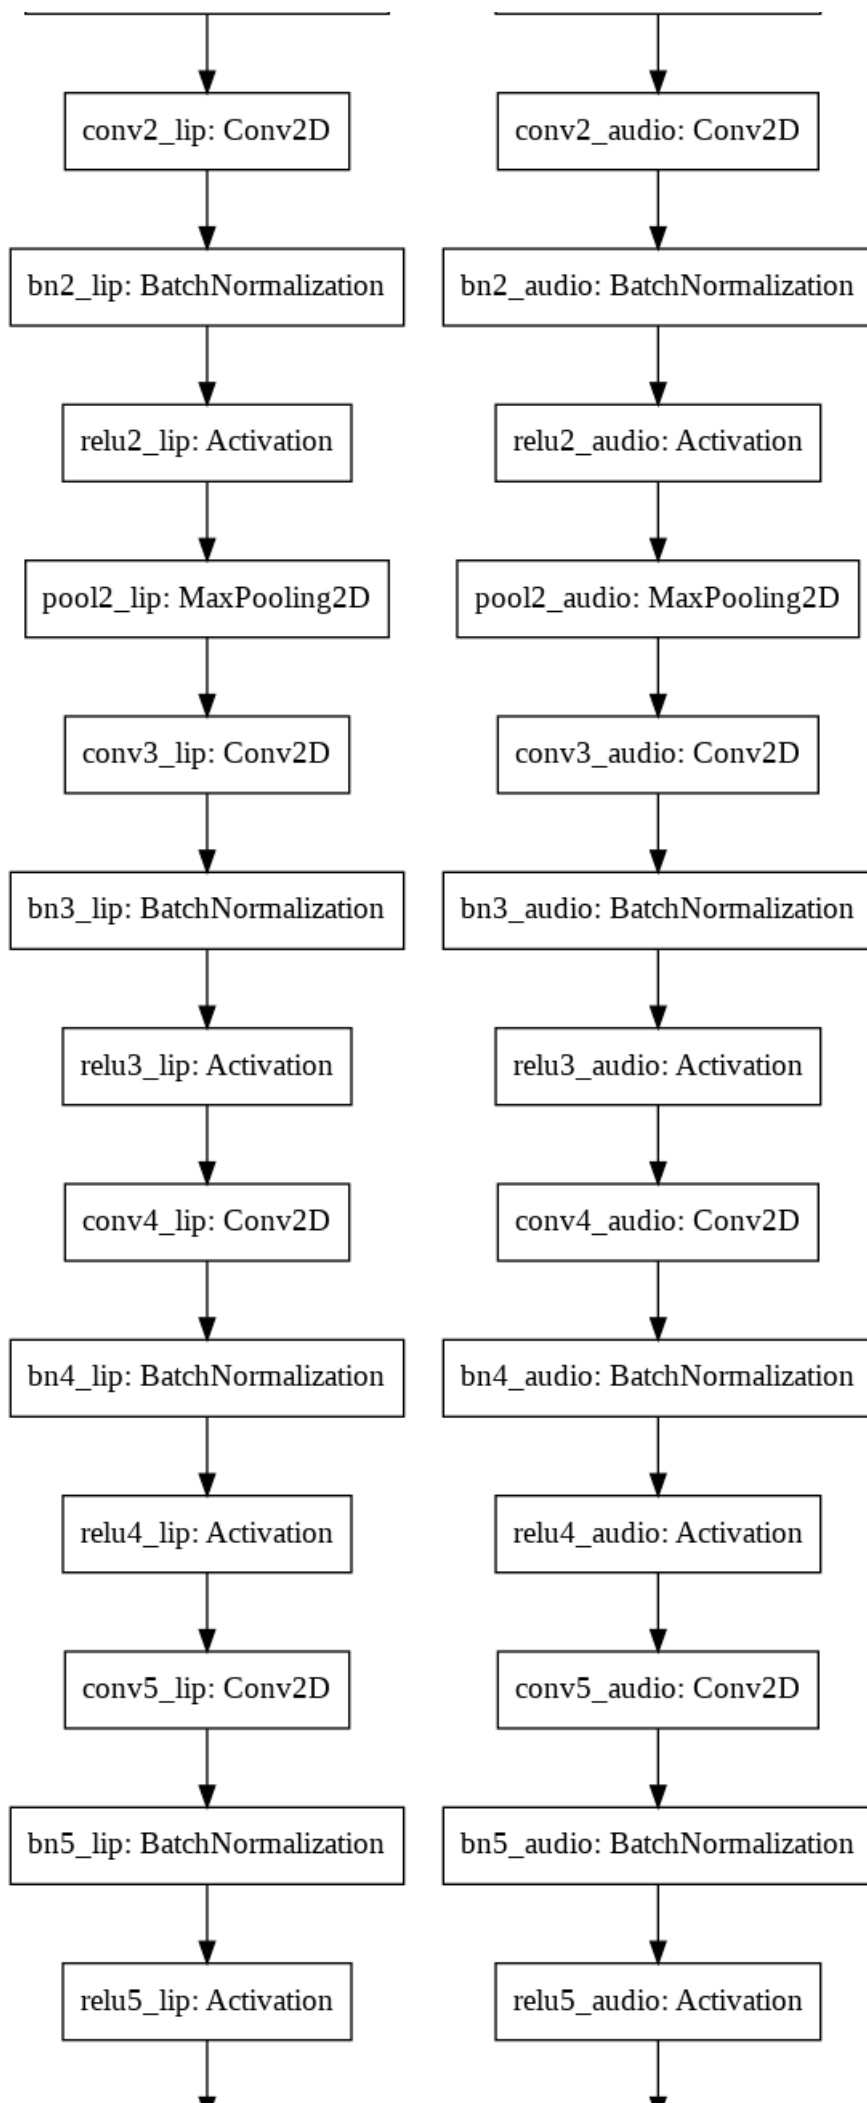 conv2_lip: Conv2D
conv2_audio: Conv2D
bn2_lip: BatchNormalization
bn2_audio: BatchNormalization
relu2_lip: Activation
relu2_audio: Activation
pool2_lip: MaxPooling2D
pool2_audio: MaxPooling2D
conv3_lip: Conv2D
conv3_audio: Conv2D
bn3_lip: BatchNormalization
bn3_audio: BatchNormalization
relu3_lip: Activation
relu3_audio: Activation
conv4_lip: Conv2D
conv4_audio: Conv2D
bn4_lip: BatchNormalization
bn4_audio: BatchNormalization
relu4_lip: Activation
relu4_audio: Activation
conv5_lip: Conv2D
conv5_audio: Conv2D
bn5_lip: BatchNormalization
bn5_audio: BatchNormalization
relu5_lip: Activation
relu5_audio: Activation